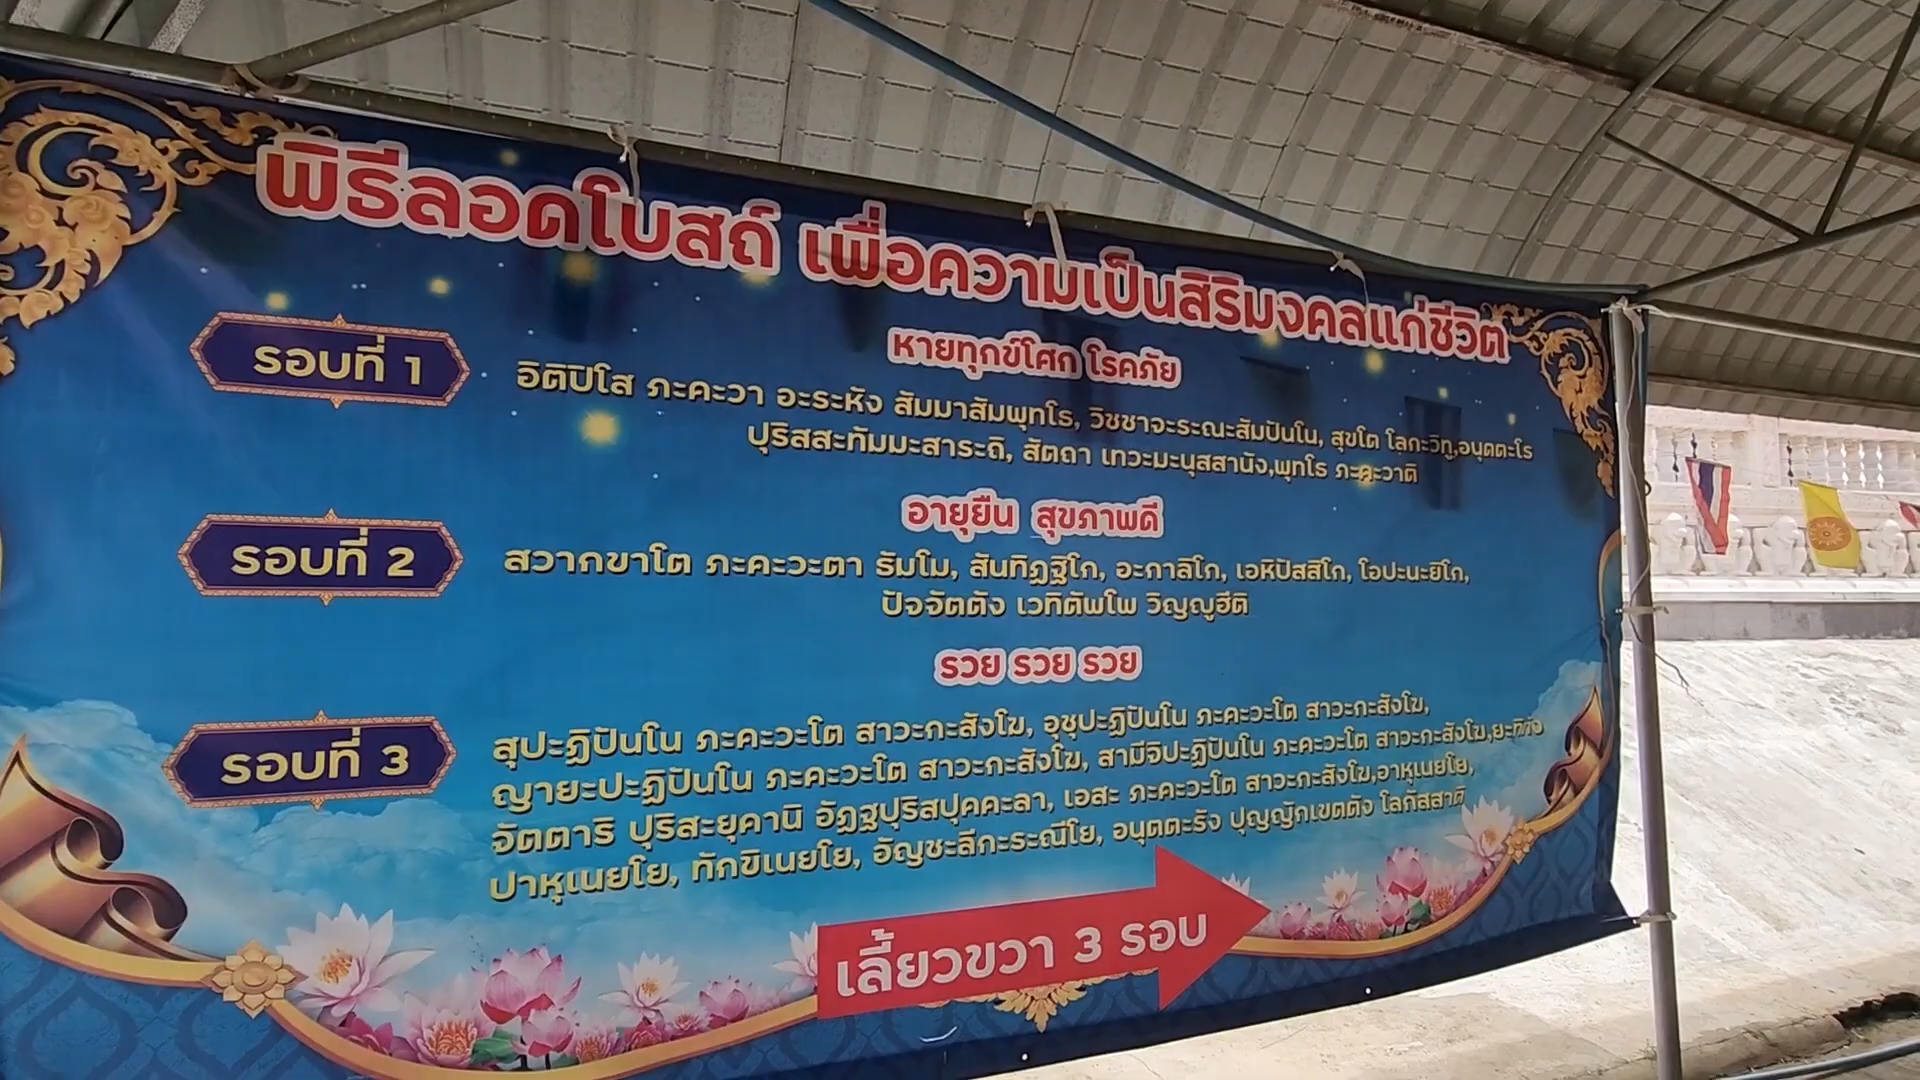 พิธีลอดโบสถ์ เพื่อความเป็นสิริมงคลแก่ชีวิต
หายทุกข์โศก โรคภัย
รอบที่ 1
อิติปิโส ภะคะวา อะระหัง สัมมาสัมพุทโธ, วิชชาจะระณะสัมปันโน, สุขโต โลกะวิทู,อนุตตะโร
ปุริสสะทัมมะสาระถิ, สัตถา เทวะมะนุสสานัง,พุทโธ ภะคะวาติ
อายุยืน สุขภาพดี
รอบที่ 2
สวากขาโต ภะคะวะตา ธัมโม, สันทิฏฐิโก, อะกาลิโก, เอหิปัสสิโก, โอปะนะยิโก,
ปัจจัตตัง เวทิตัพโพ วิญญูฮีติ
รวย รวย รวย
รอบที่ 3
สุปะฏิปันโน ภะคะวะโต สาวะกะสังโฆ, อุชุปะฏิปันโน ภะคะวะโต สาวะกะสังโฆ,
ญายะปะฏิปันโน ภะคะวะโต สาวะกะสังโฆ, สามีจิปะฏิปันโน ภะคะวะโต สาวะกะสังโฆ,ยะทิทัง
จัตตาริ ปุริสะยุคานิ อัฏฐปุริสปุคคะลา, เอสะ ภะคะวะโต สาวะกะสังโฆ,อาหุเนยโย,
ปาหุเนยโย, ทักขิเนยโย, อัญชะลีกะระณีโย, อนุตตะรัง ปุญญักเขตตัง โลกัสสาติ
เลี้ยวขวา 3 รอบ